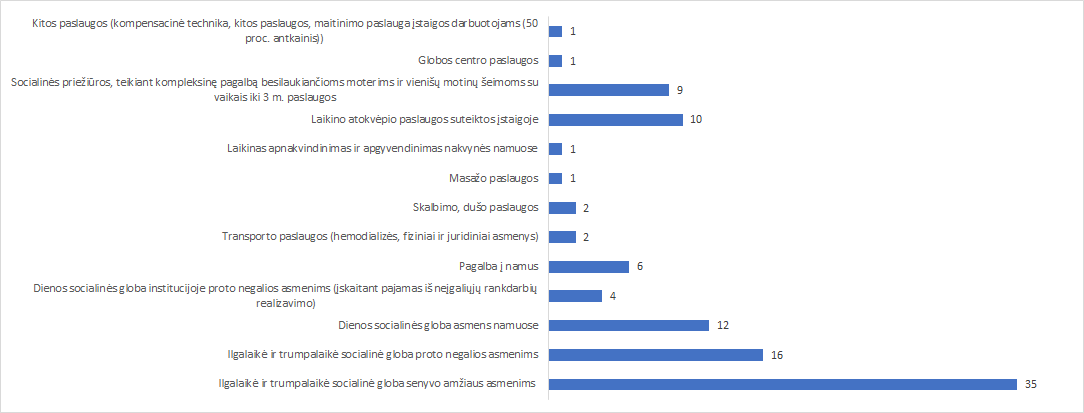 Kitos paslaugos (kompensacinė technika, kitos paslaugos, maitinimo paslauga įstaigos darbuotojams (50
proc. antkainis))
1
Globos centro paslaugos
1
Socialinės priežiūros, teikiant kompleksinę pagalbą besilaukiančioms moterims ir vienišų motinų šeimoms su
vaikais iki 3 m. paslaugos
9
Laikino atokvėpio paslaugos suteiktos įstaigoje
10
Laikinas apnakvindinimas ir apgyvendinimas nakvynės namuose
1
Masažo paslaugos
1
Skalbimo, dušo paslaugos
2
Transporto paslaugos (hemodializės, fiziniai ir juridiniai asmenys)
2
Pagalba į namus
6
Dienos socialinės globa institucijoje proto negalios asmenims (įskaitant pajamas iš neįgaliųjų rankdarbių
realizavimo)
4
Dienos socialinės globa asmens namuose
12
Ilgalaikė ir trumpalaikė socialinė globa proto negalios asmenims
16
Ilgalaikė ir trumpalaikė socialinė globa senyvo amžiaus asmenims
35